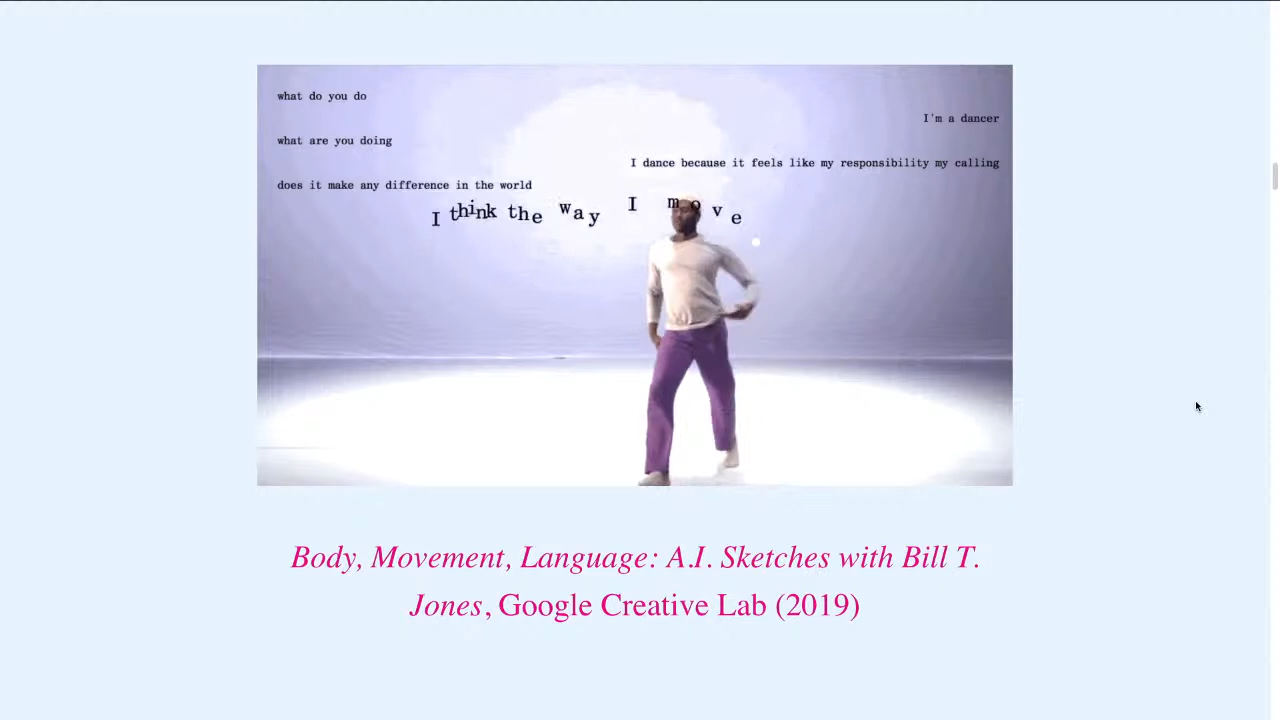 what do you do
I'm a dancer
what are you doing
I dance because it feels like my responsibility my calling
does it make any difference in the world
I think the way I move
Body, Movement, Language: A.I. Sketches with Bill T.
Jones, Google Creative Lab (2019)